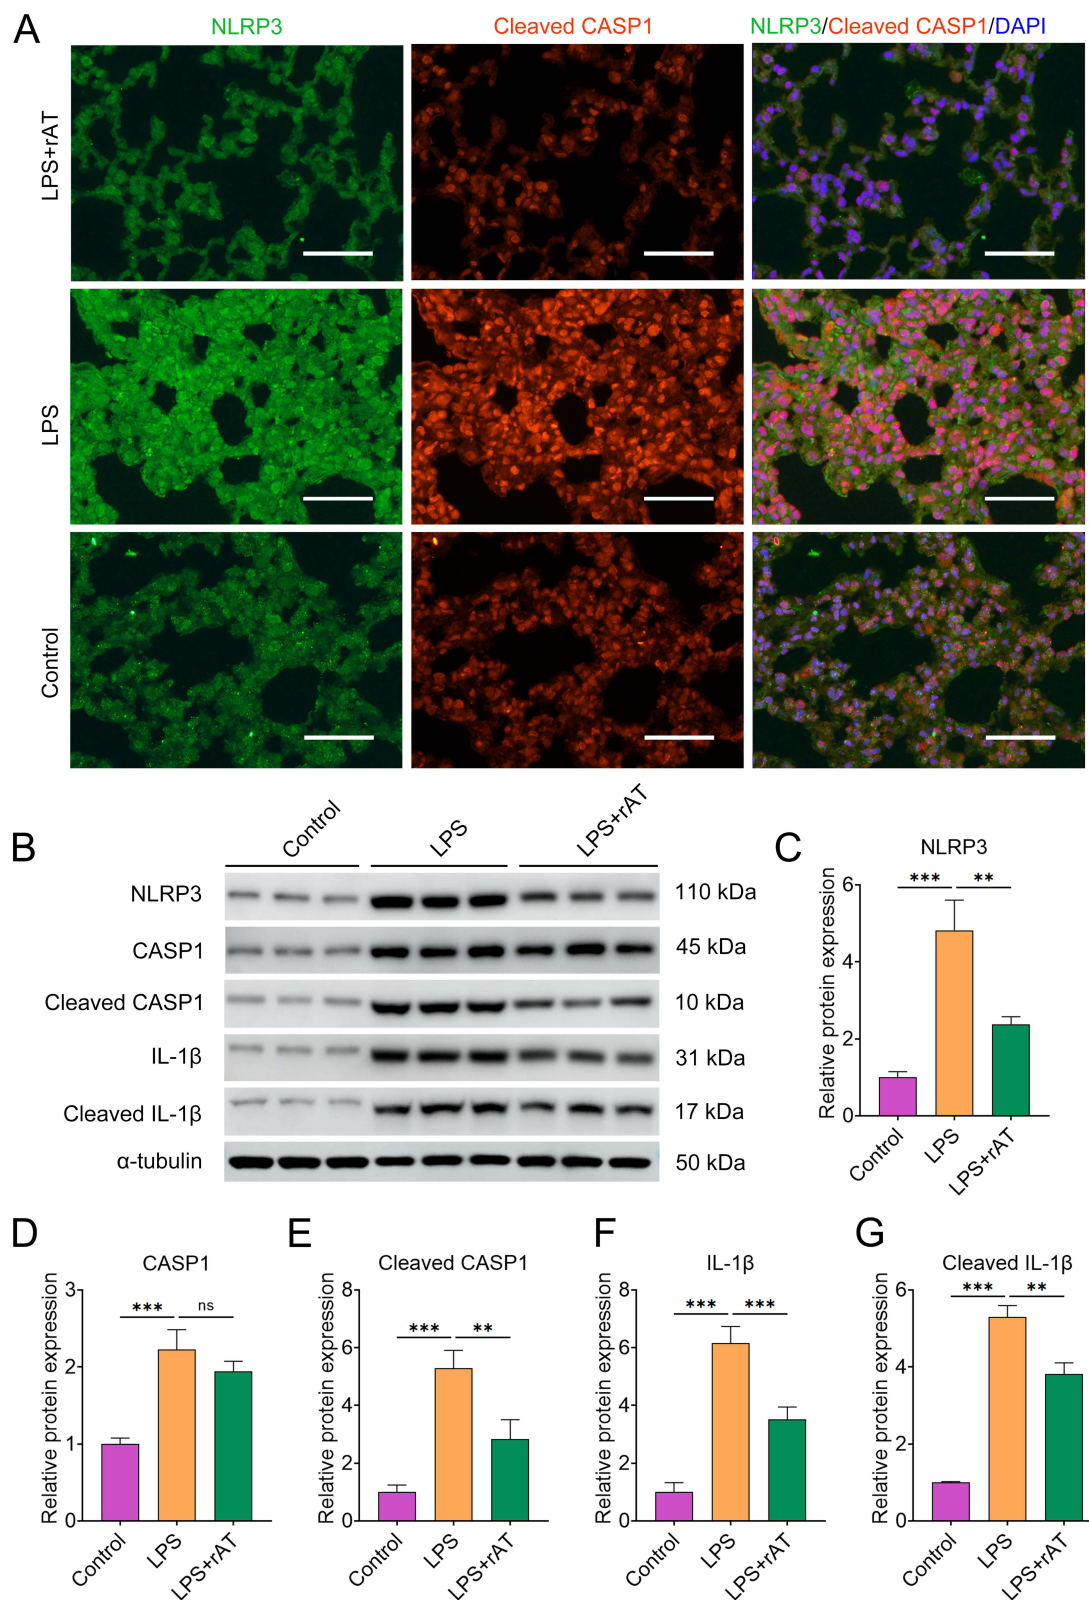 A
NLRP3
Cleaved CASP1
NLRP3/Cleaved CASP1/DAPI
LPS+rAT
LPS
Control
B
Control
LPS
LPS+rAT
NLRP3
110 kDa
CASP1
45 kDa
Cleaved CASP1
10 kDa
IL-1β
31 kDa
Cleaved IL-1β
17 kDa
α-tubulin
50 kDa
C
NLRP3
Relative protein expression
6
4
2
0
***
**
Control
LPS
LPS+rAT
D
CASP1
Relative protein expression
3
2
1
0
***
ns
Control
LPS
LPS+rAT
E
Cleaved CASP1
Relative protein expression
8
6
4
2
0
***
**
Control
LPS
LPS+rAT
F
IL-1β
Relative protein expression
8
6
4
2
0
***
***
Control
LPS
LPS+rAT
G
Cleaved IL-1β
Relative protein expression
6
4
2
0
***
**
Control
LPS
LPS+rAT